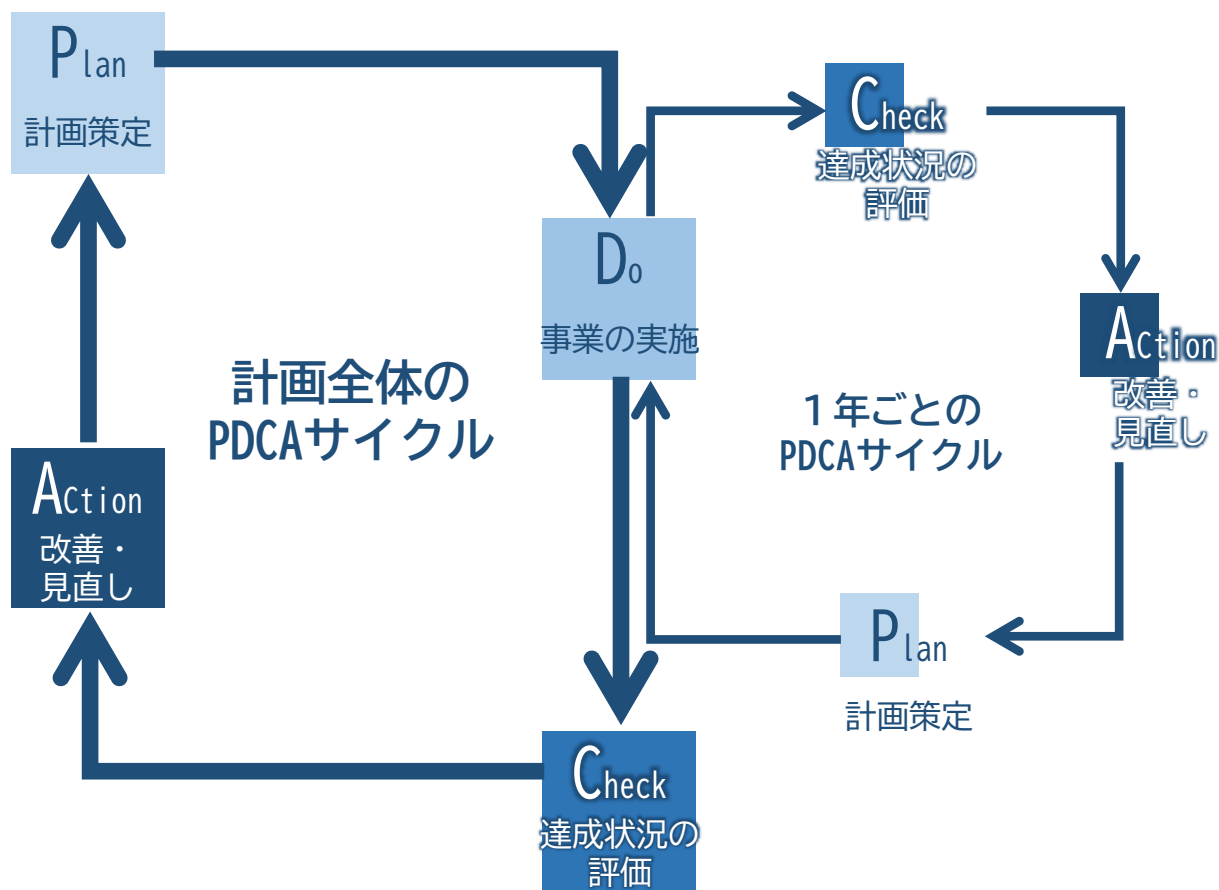 Plan
計画策定
Check
達成状況の
評価
Do
事業の実施
ACtion
改善・
見直し
計画全体の
PDCAサイクル
１年ごとの
PDCAサイクル
ACtion
改善・
見直し
Plan
計画策定
Check
達成状況の
評価